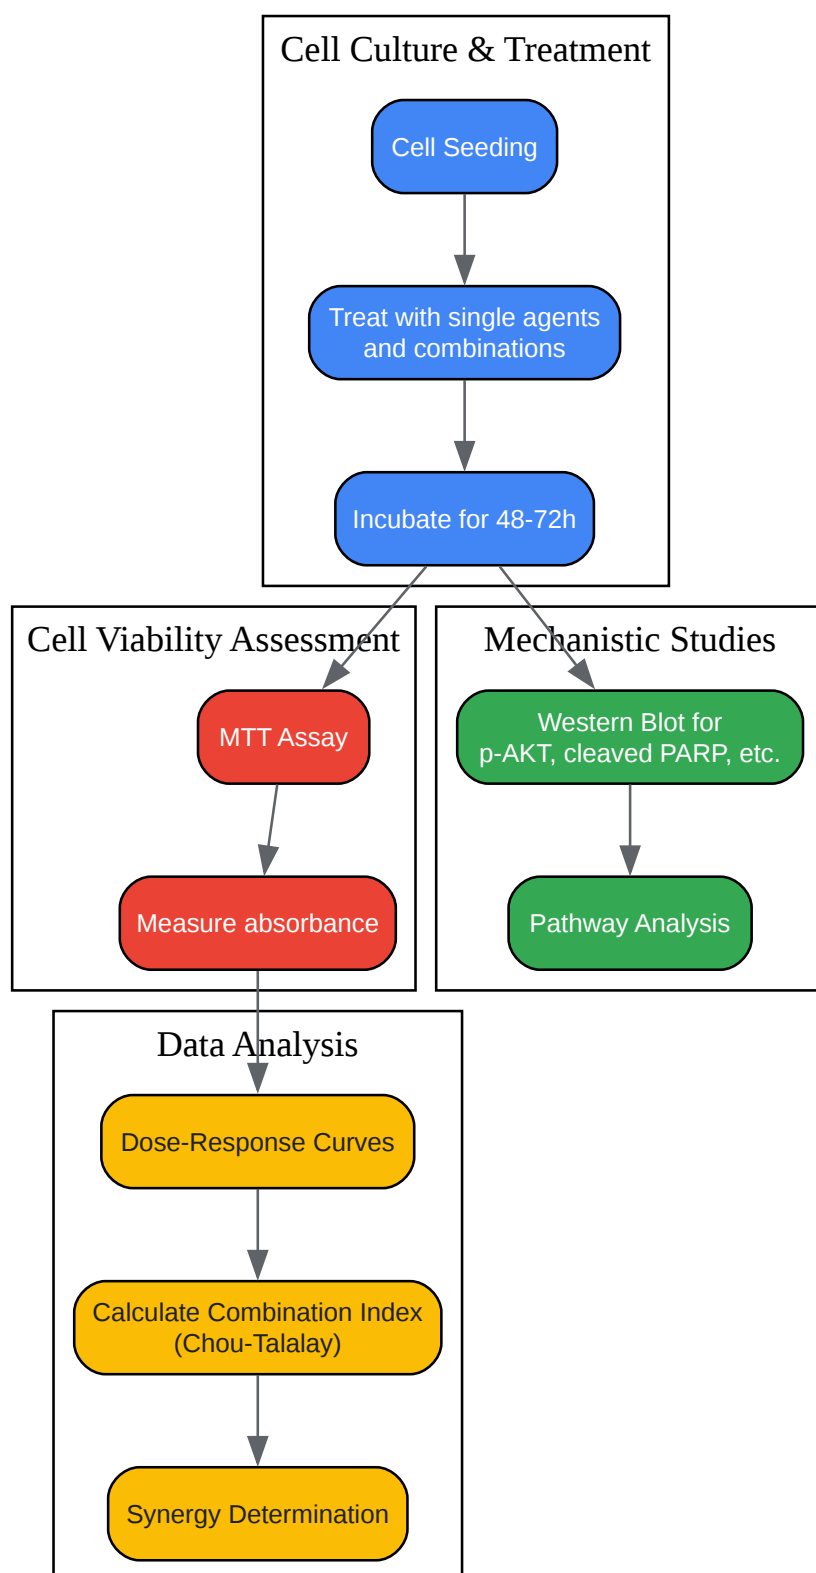 Cell Culture & Treatment
Cell Seeding
Treat with single agents
and combinations
Incubate for 48-72h
Cell Viability Assessment
MTT Assay
Measure absorbance
Mechanistic Studies
Western Blot for
p-AKT, cleaved PARP, etc.
Pathway Analysis
Data Analysis
Dose-Response Curves
Calculate Combination Index
(Chou-Talalay)
Synergy Determination